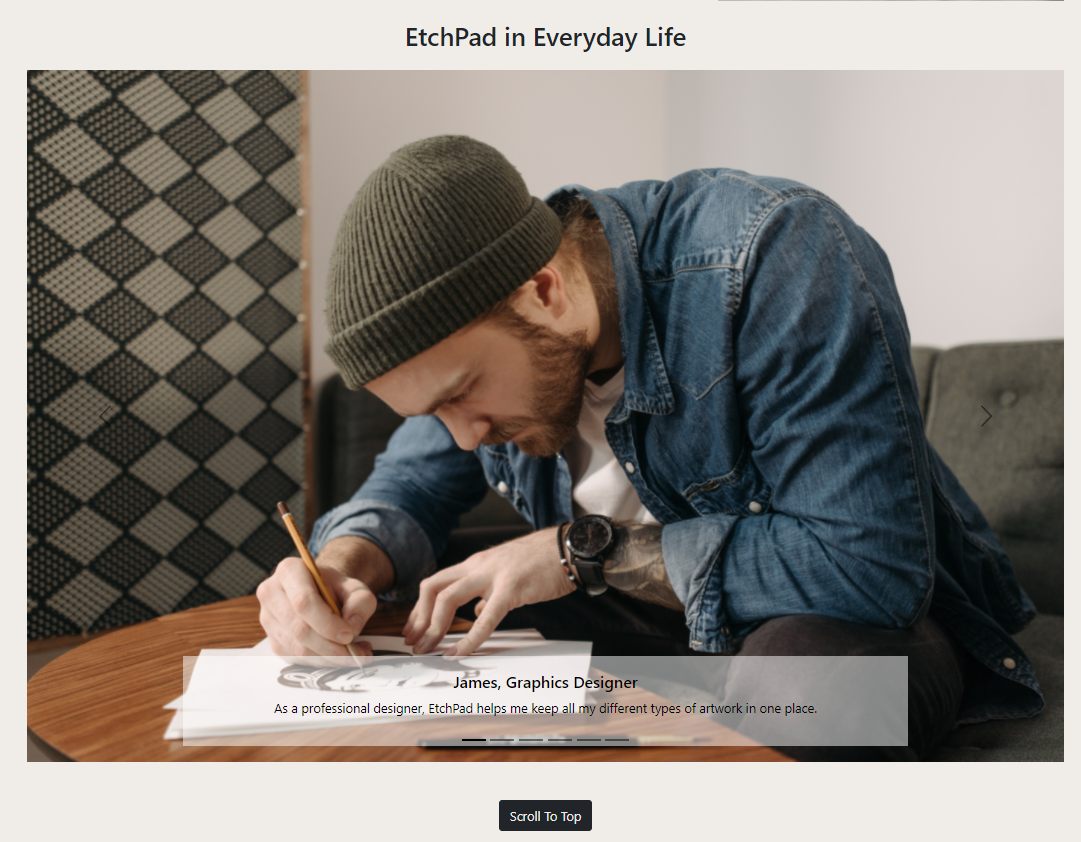 EtchPad in Everyday Life
James, Graphics Designer
As a professional designer, EtchPad helps me keep all my different types of artwork in one place.
Scroll To Top